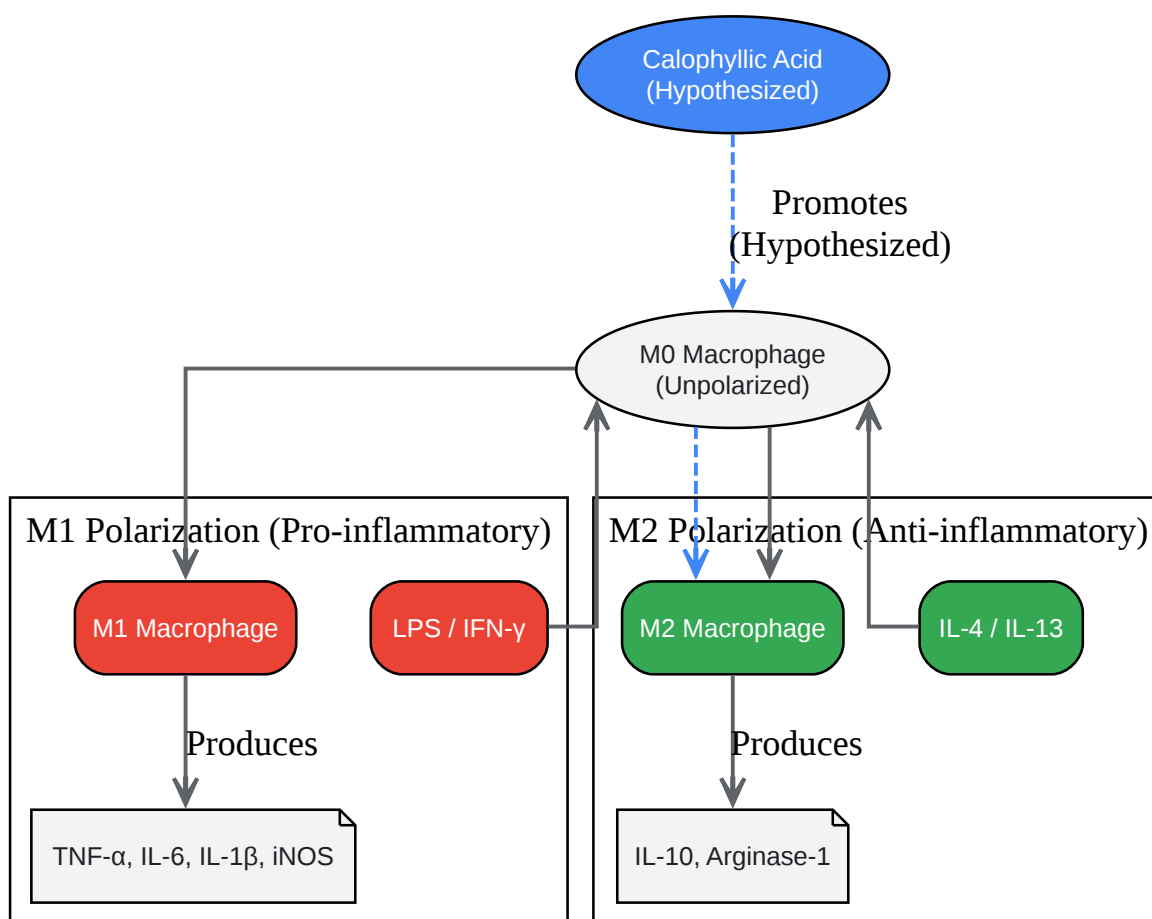 Calophyllic Acid
(Hypothesized)
Promotes
(Hypothesized)
M0 Macrophage
(Unpolarized)
M1 Polarization (Pro-inflammatory)
M2 Polarization (Anti-inflammatory)
M1 Macrophage
LPS / IFN-γ
M2 Macrophage
IL-4 / IL-13
Produces
Produces
TNF-α, IL-6, IL-1β, iNOS
IL-10, Arginase-1